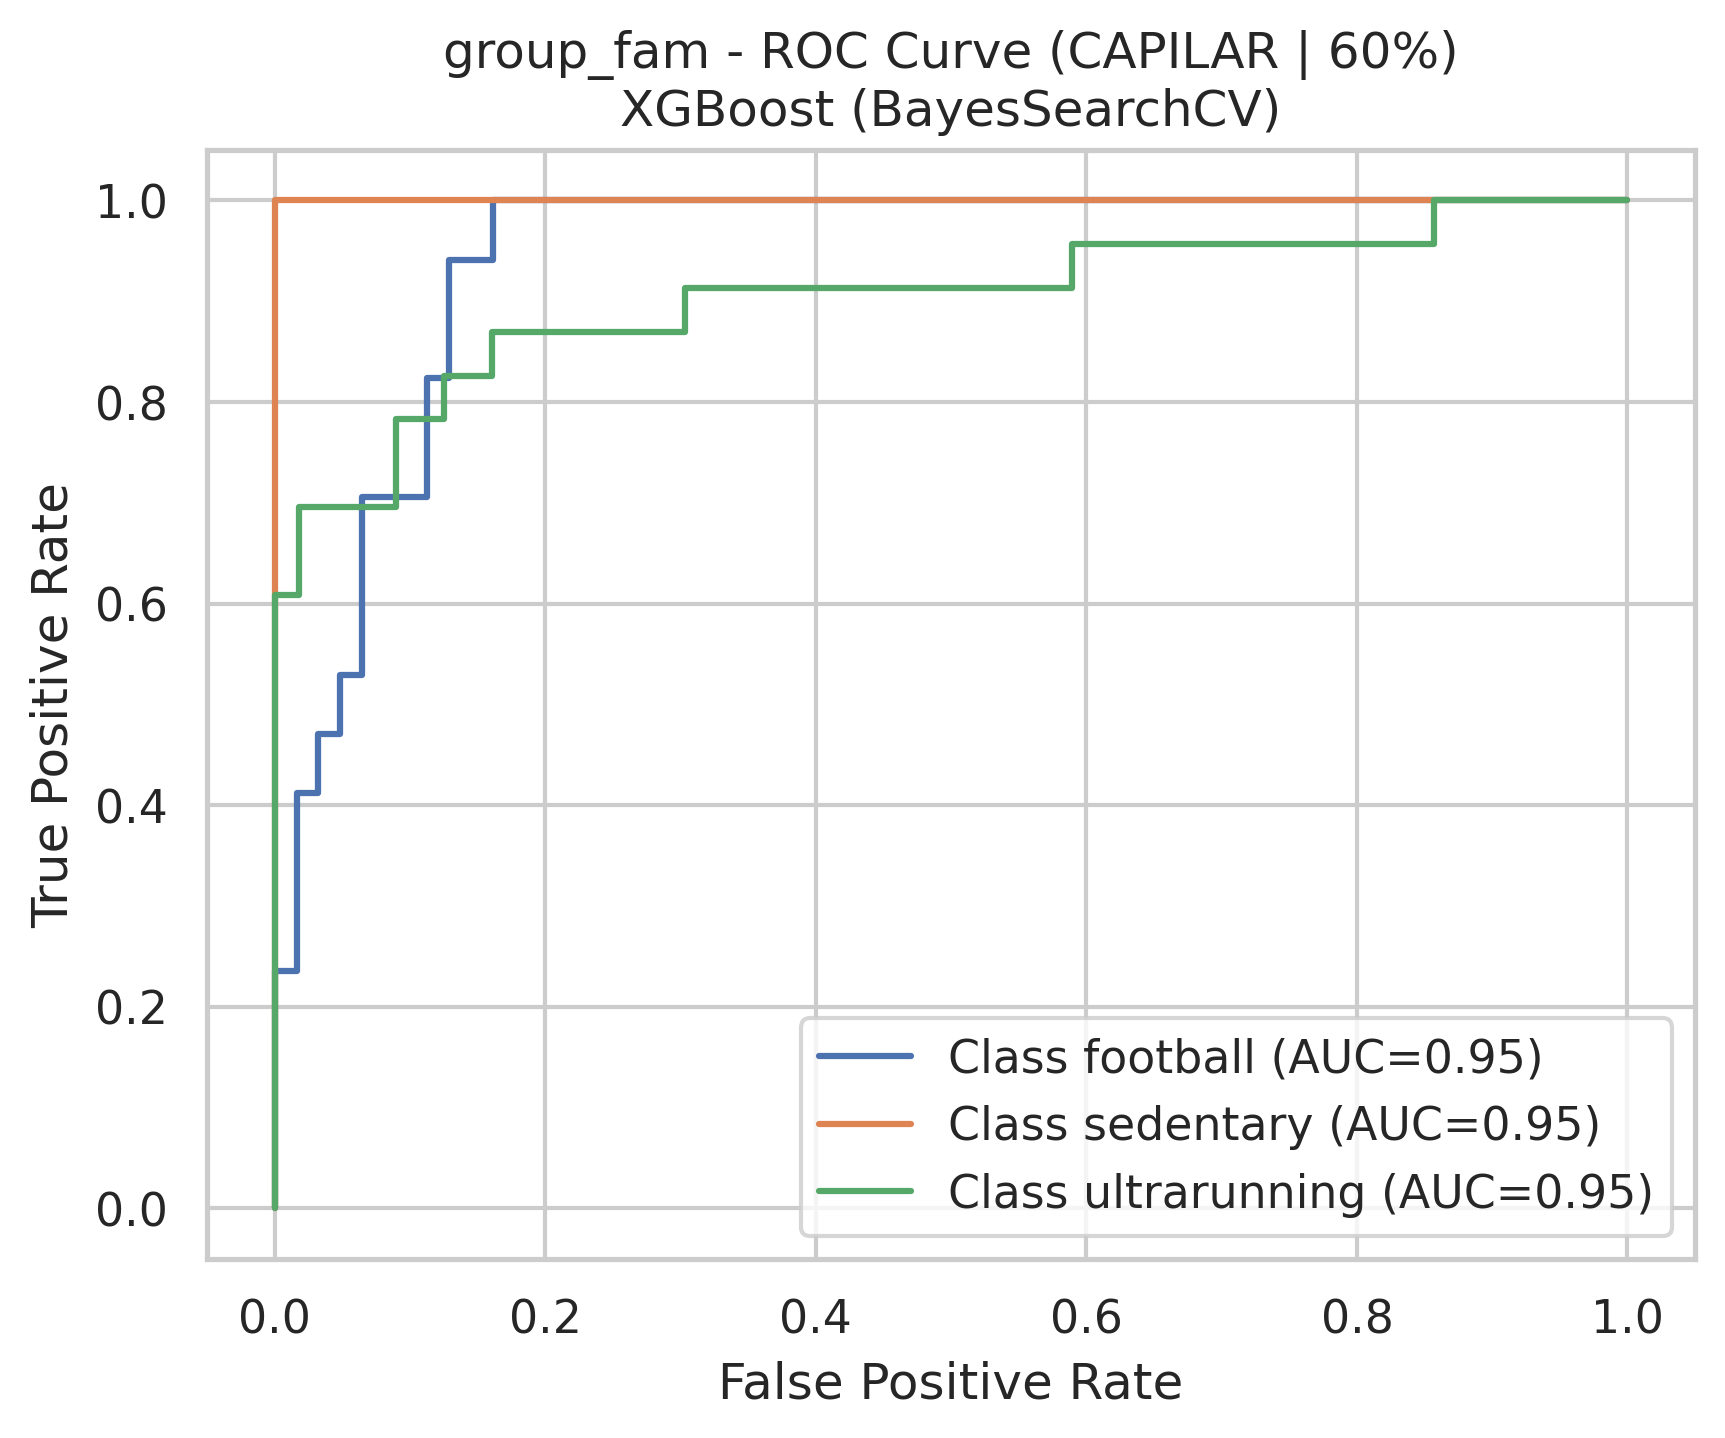 group_fam - ROC Curve (CAPILAR | 60%)
XGBoost (BayesSearchCV)
True Positive Rate
1.0
0.8
0.6
0.4
0.2
0.0
Class football (AUC=0.95)
Class sedentary (AUC=0.95)
Class ultrarunning (AUC=0.95)
0.0 0.2 0.4 0.6 0.8 1.0
False Positive Rate